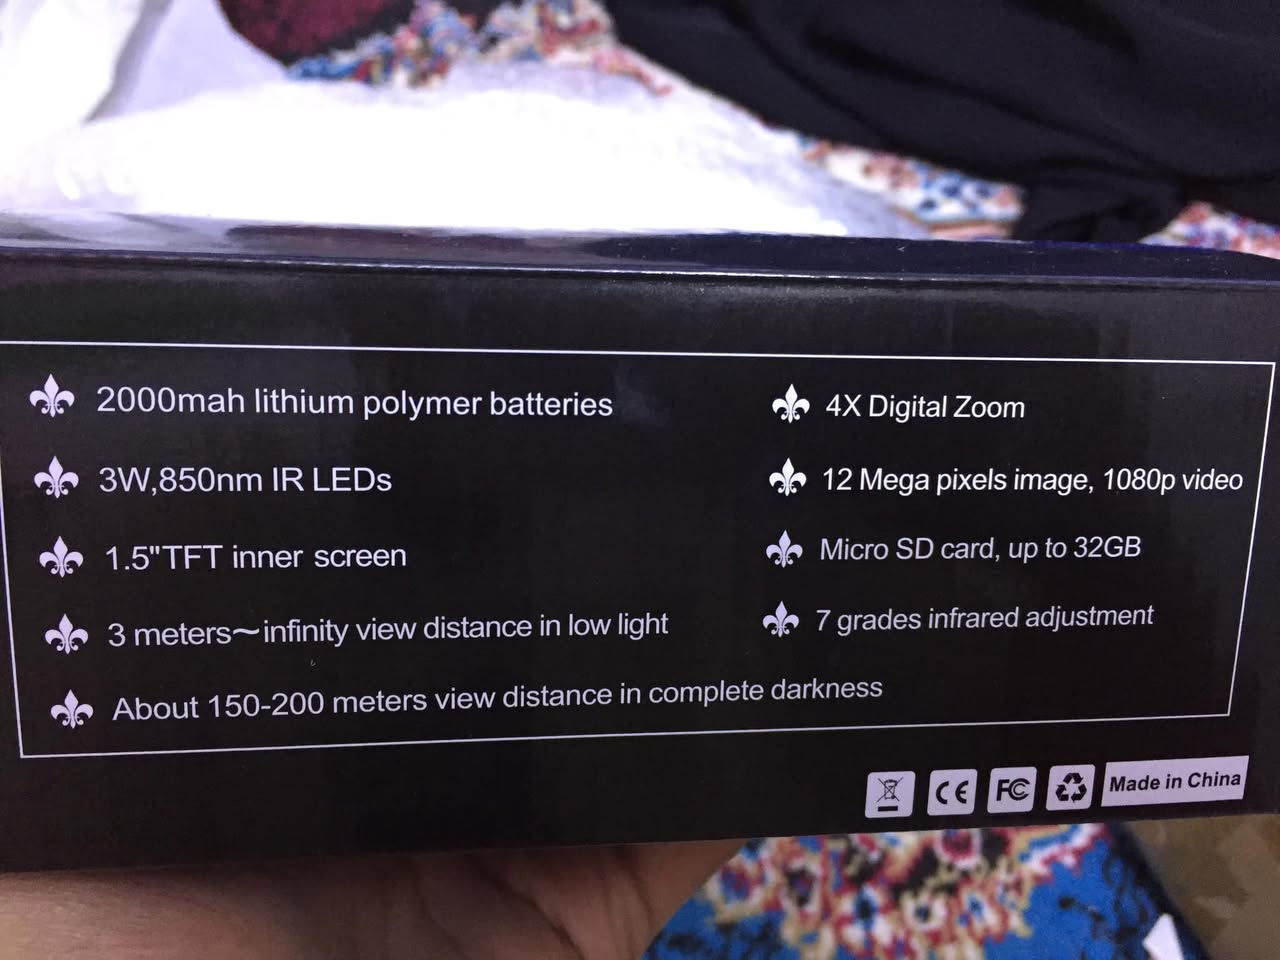 2000mah lithium polymer batteries
3W,850nm IR LEDs
1.5"TFT inner screen
3 meters~infinity view distance in low light
About 150-200 meters view distance in complete darkness
4X Digital Zoom
12 Mega pixels image, 1080p video
Micro SD card, up to 32GB
7 grades infrared adjustment
CE
FC
Made in China